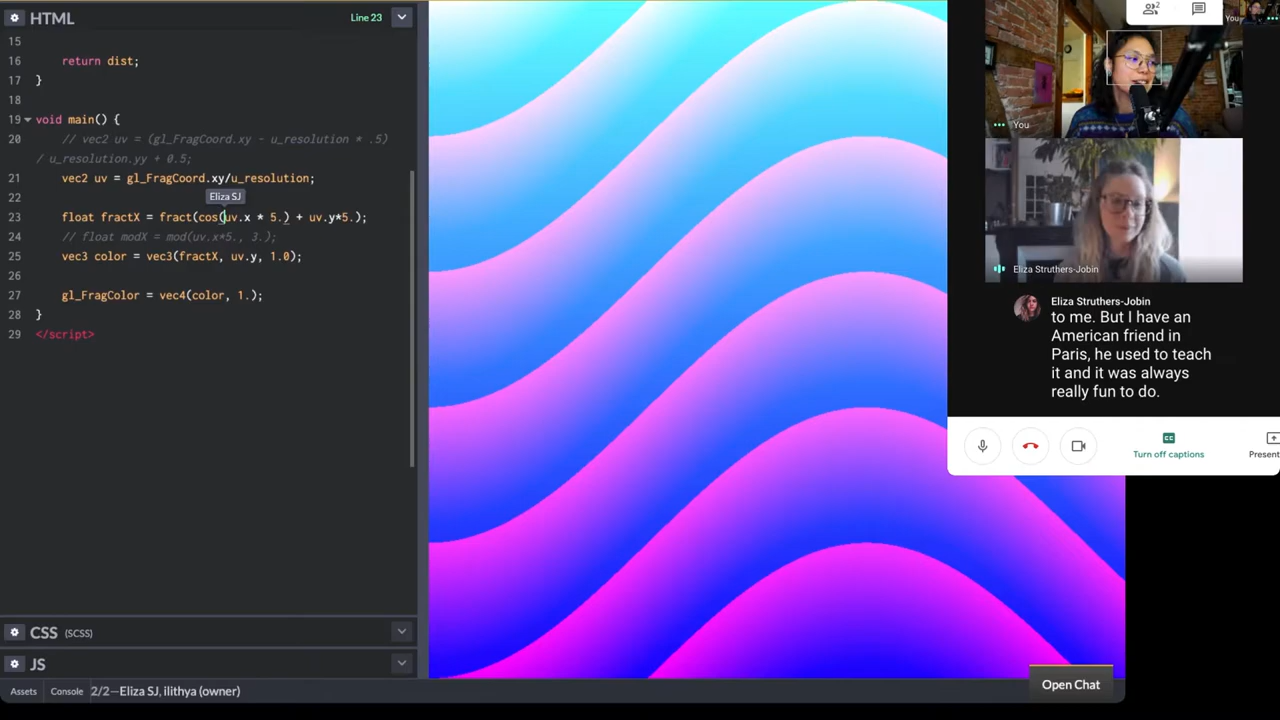 HTML
Line 23
15
16 return dist;
17 }
18
19 void main() {
20 // vec2 uv = (gl_FragCoord.xy - u_resolution * .5)
/ u_resolution.yy + 0.5;
21 vec2 uv = gl_FragCoord.xy/u_resolution;
22
Eliza SJ
23 float fractX = fract(cos(uv.x * 5.) + uv.y*5.);
24 // float modX = mod(uv.x*5., 3.);
25 vec3 color = vec3(fractX, uv.y, 1.0);
26
27 gl_FragColor = vec4(color, 1.);
28 }
29 </script>
CSS (SCSS)
JS
Assets Console 2/2—Eliza SJ, ilithya (owner)
Open Chat
2
You
You
Eliza Struthers-Jobin
Eliza Struthers-Jobin
to me. But I have an
American friend in
Paris, he used to teach
it and it was always
really fun to do.
CC
Turn off captions
Present